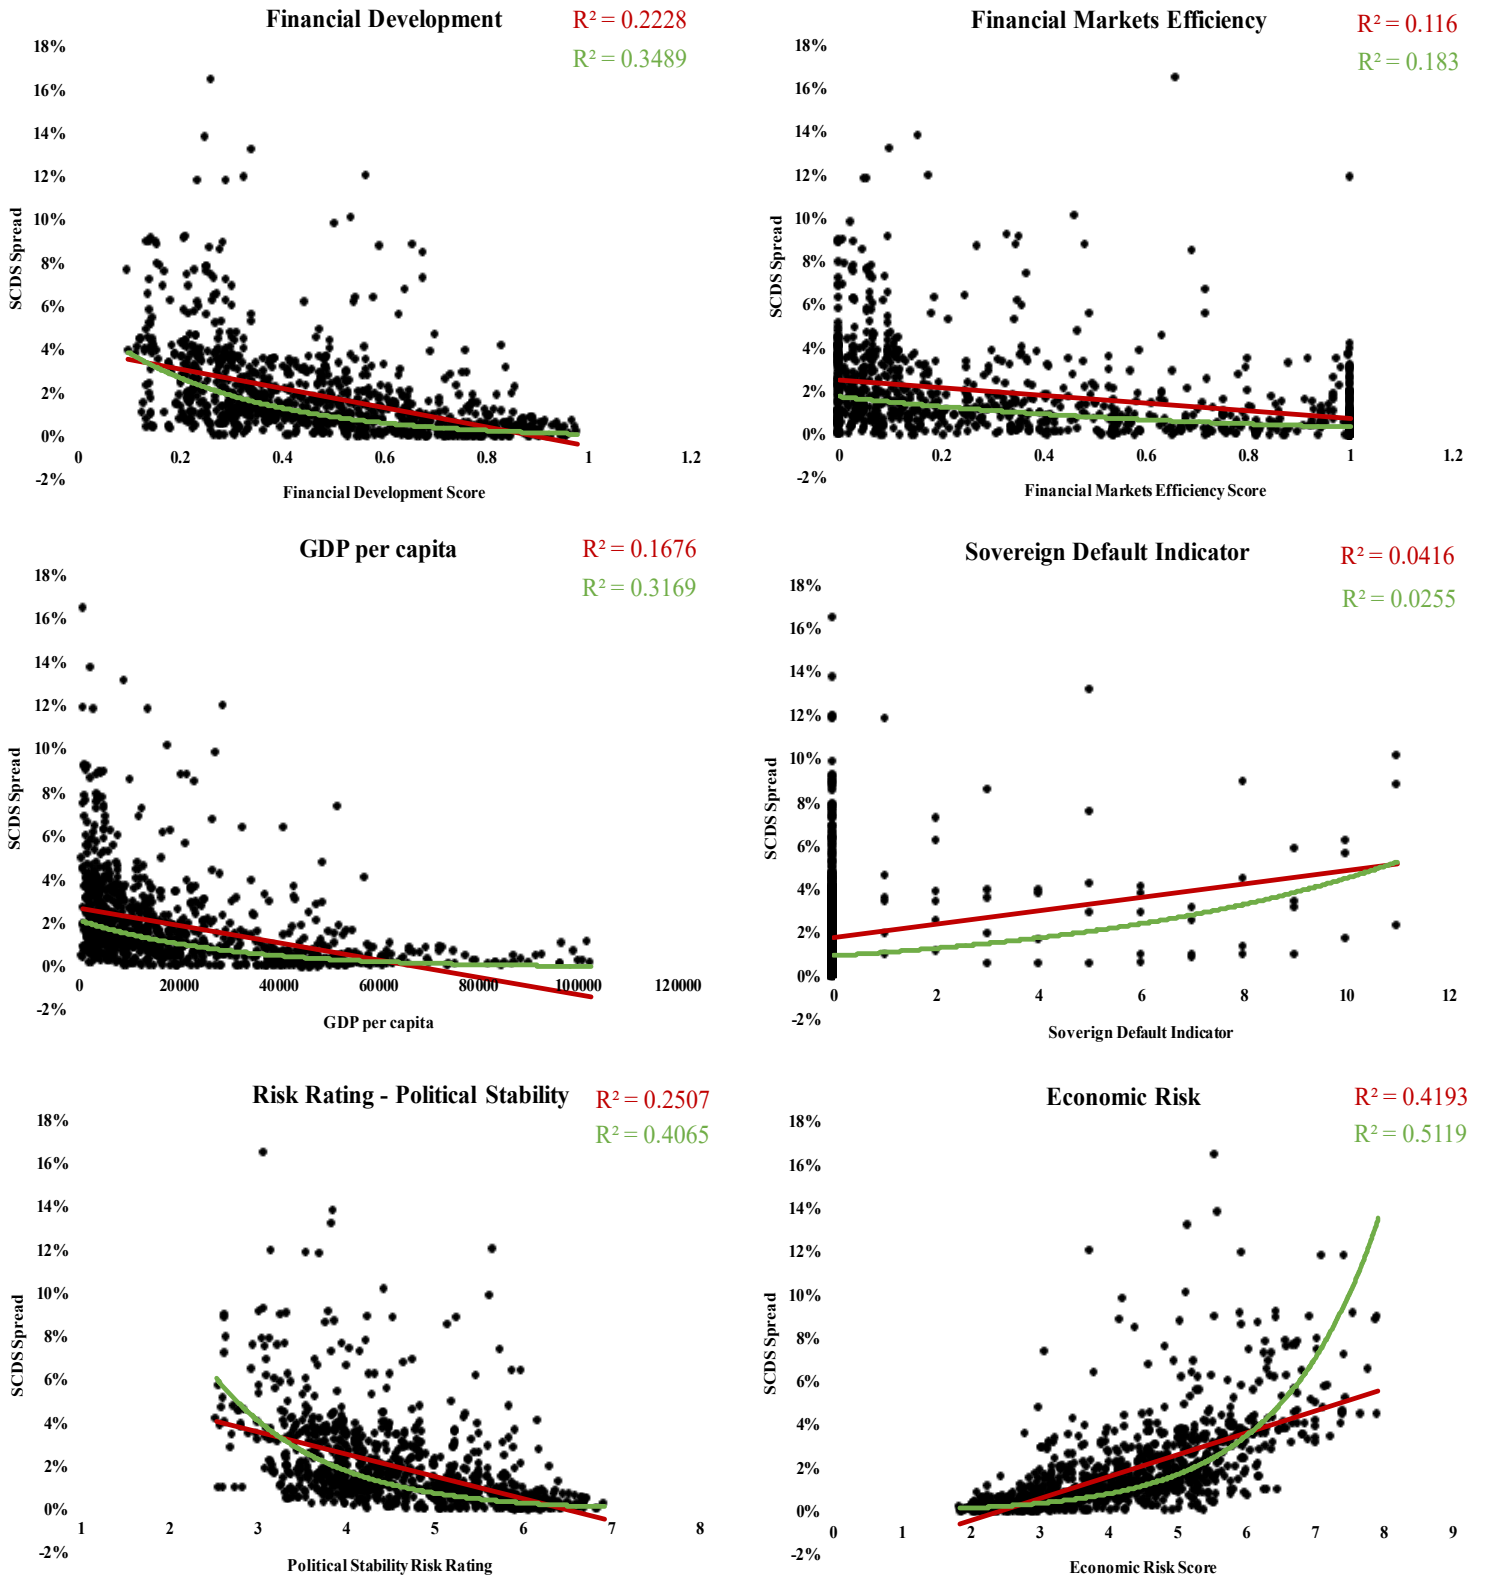 Financial Development
R² = 0.2228
R² = 0.3489
18%
16%
14%
12%
10%
8%
6%
4%
2%
0%
-2%
SCDS Spread
0 0.2 0.4 0.6 0.8 1 1.2
Financial Development Score
Financial Markets Efficiency
R² = 0.116
R² = 0.183
18%
16%
14%
12%
10%
8%
6%
4%
2%
0%
-2%
SCDS Spread
0 0.2 0.4 0.6 0.8 1 1.2
Financial Markets Efficiency Score
GDP per capita
R² = 0.1676
R² = 0.3169
18%
16%
14%
12%
10%
8%
6%
4%
2%
0%
-2%
SCDS Spread
0 20000 40000 60000 80000 100000 120000
GDP per capita
Sovereign Default Indicator
R² = 0.0416
R² = 0.0255
18%
16%
14%
12%
10%
8%
6%
4%
2%
0%
-2%
SCDS Spread
0 2 4 6 8 10 12
Soverign Default Indicator
Risk Rating - Political Stability
R² = 0.2507
R² = 0.4065
18%
16%
14%
12%
10%
8%
6%
4%
2%
0%
-2%
SCDS Spread
1 2 3 4 5 6 7 8
Political Stability Risk Rating
Economic Risk
R² = 0.4193
R² = 0.5119
18%
16%
14%
12%
10%
8%
6%
4%
2%
0%
-2%
SCDS Spread
0 1 2 3 4 5 6 7 8 9
Economic Risk Score